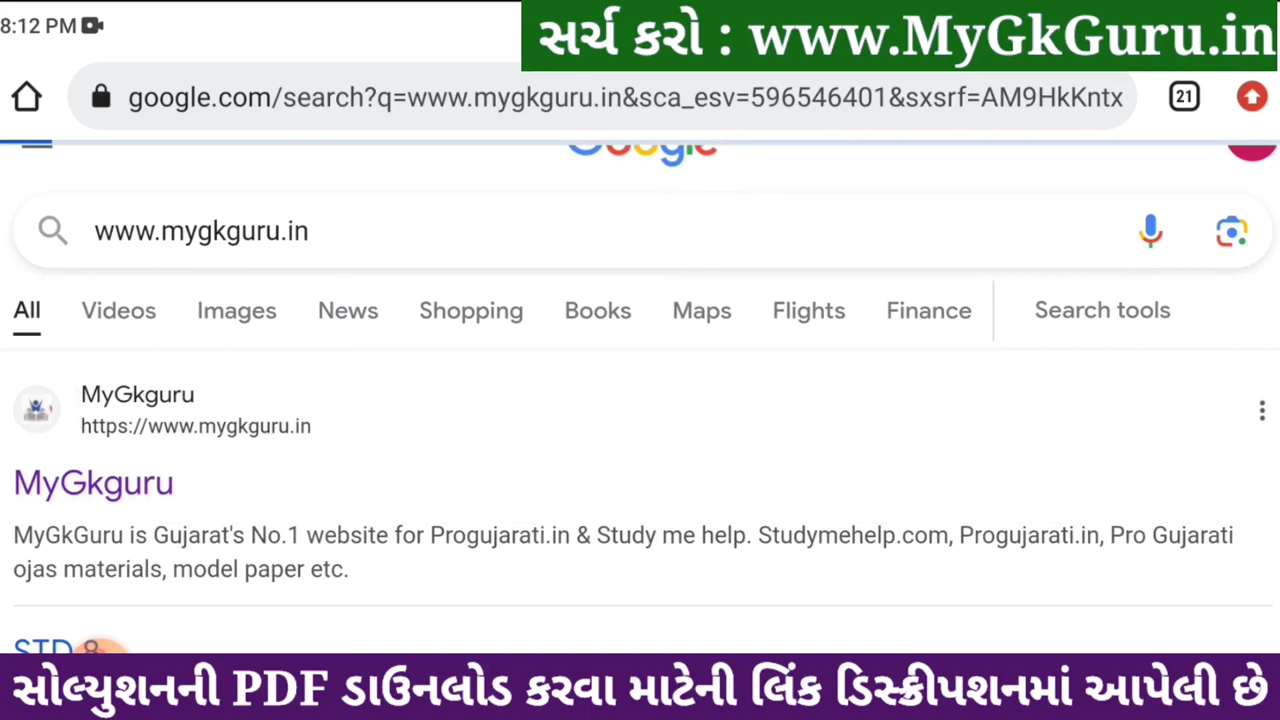 8:12 PM
સર્ચ કરો : www.MyGkGuru.in
google.com/search?q=www.mygkguru.in&sca_esv=596546401&sxsrf=AM9HkKntx
21
Google
www.mygkguru.in
All Videos Images News Shopping Books Maps Flights Finance Search tools
MyGkguru
https://www.mygkguru.in
MyGkguru
MyGkGuru is Gujarat's No.1 website for Progujarati.in & Study me help. Studymehelp.com, Progujarati.in, Pro Gujarati
ojas materials, model paper etc.
STD 8
સોલ્યુશનની PDF ડાઉનલોડ કરવા માટેની લિંક ડિસ્ક્રીપશનમાં આપેલી છે